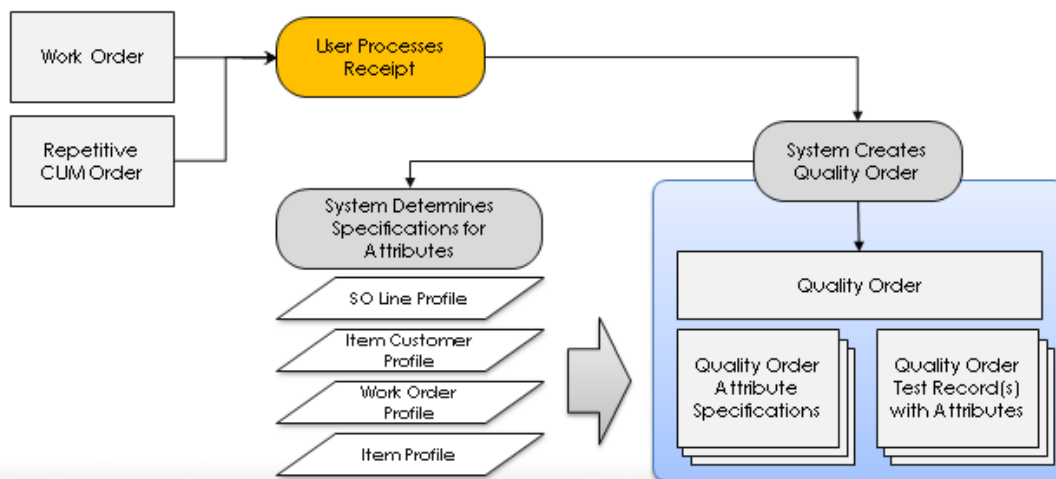 Work Order
Repetitive
CUM Order
User Processes
Receipt
System Creates
Quality Order
System Determines
Specifications for
Attributes
SO Line Profile
Item Customer
Profile
Work Order
Profile
Item Profile
Quality Order
Quality Order
Attribute
Specifications
Quality Order
Test Record(s)
with Attributes